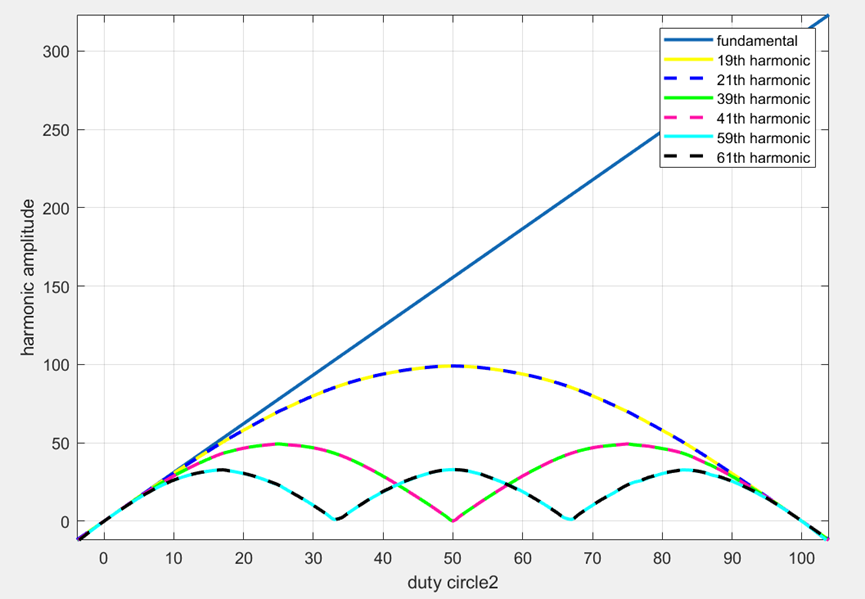 300
250
200
150
100
50
0
harmonic amplitude
fundamental
19th harmonic
21th harmonic
39th harmonic
41th harmonic
59th harmonic
61th harmonic
0 10 20 30 40 50 60 70 80 90 100
duty circle2